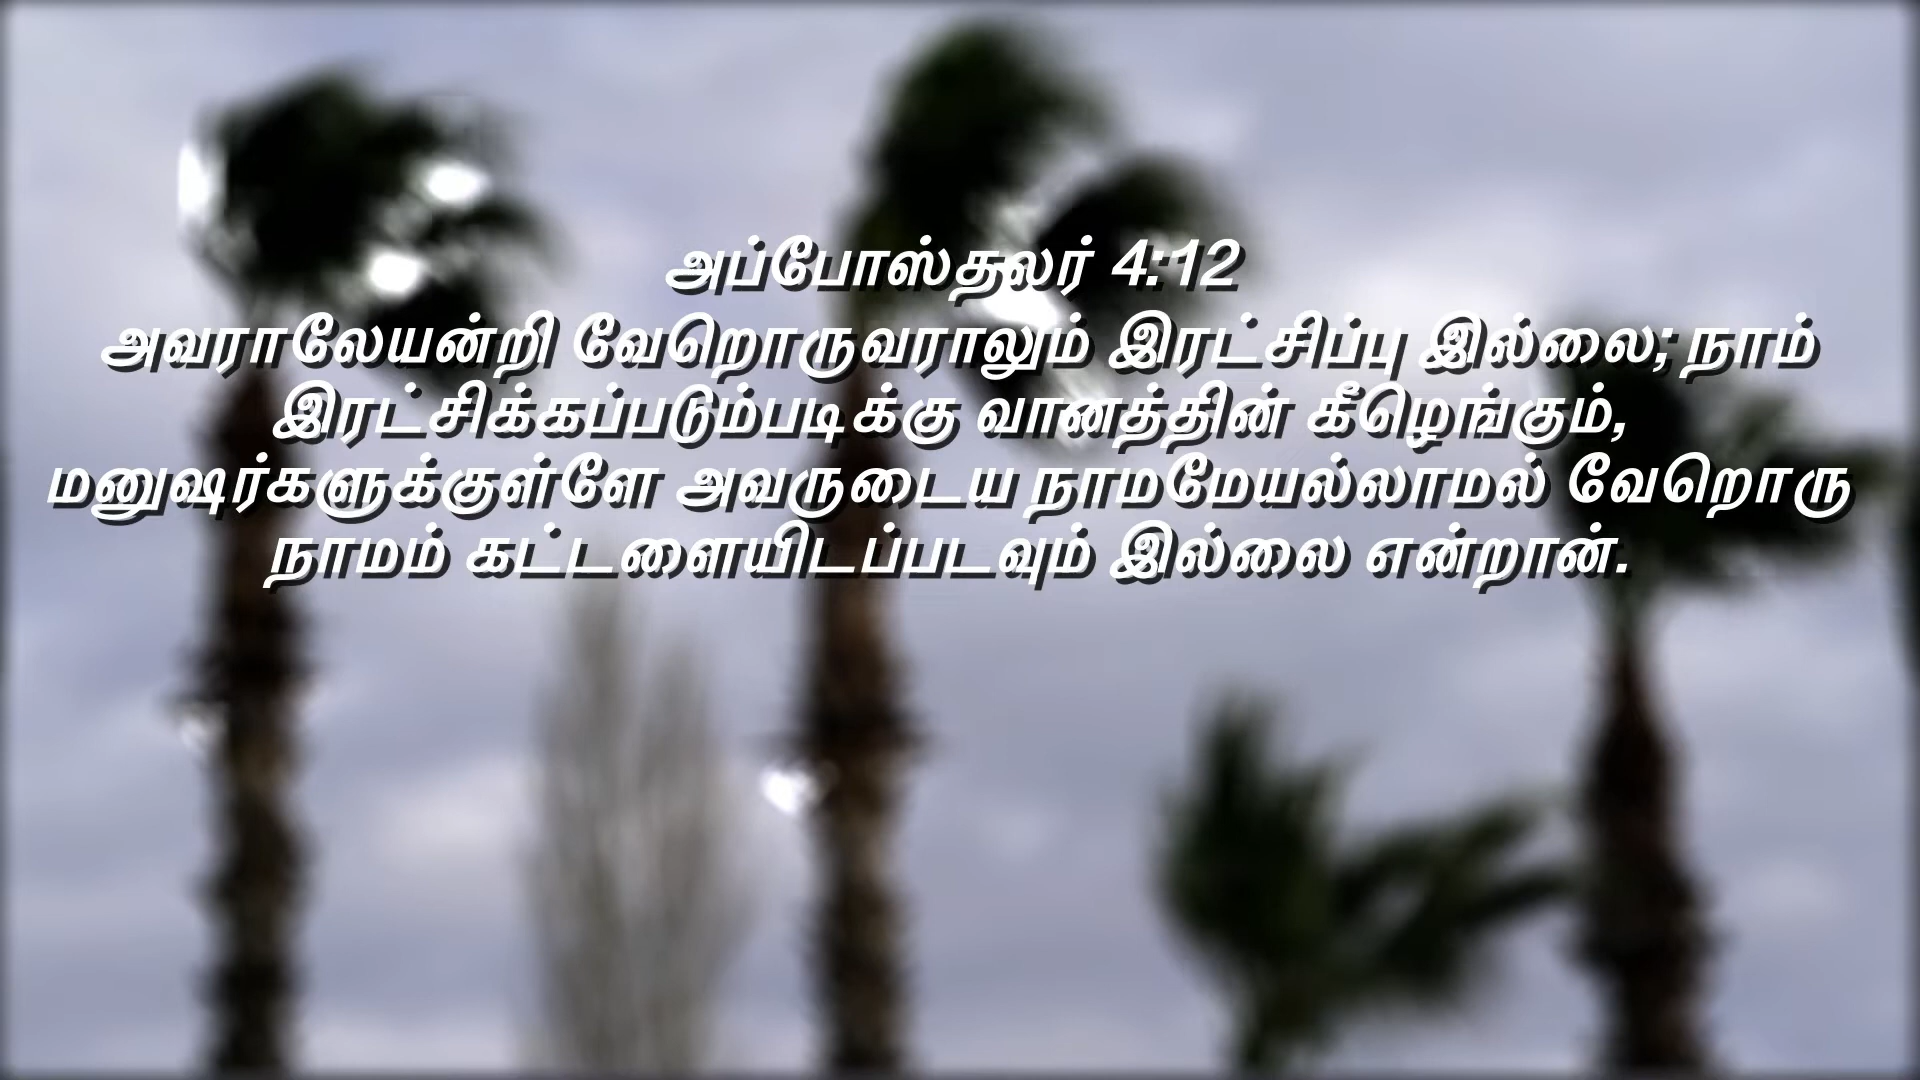 அப்போஸ்தலர் 4:12
அவராலேயன்றி வேறொருவராலும் இரட்சிப்பு இல்லை; நாம்
இரட்சிக்கப்படும்படிக்கு வானத்தின் கீழெங்கும்,
மனுஷர்களுக்குள்ளே அவருடைய நாமமேயல்லாமல் வேறொரு
நாமம் கட்டளையிடப்படவும் இல்லை என்றான்.